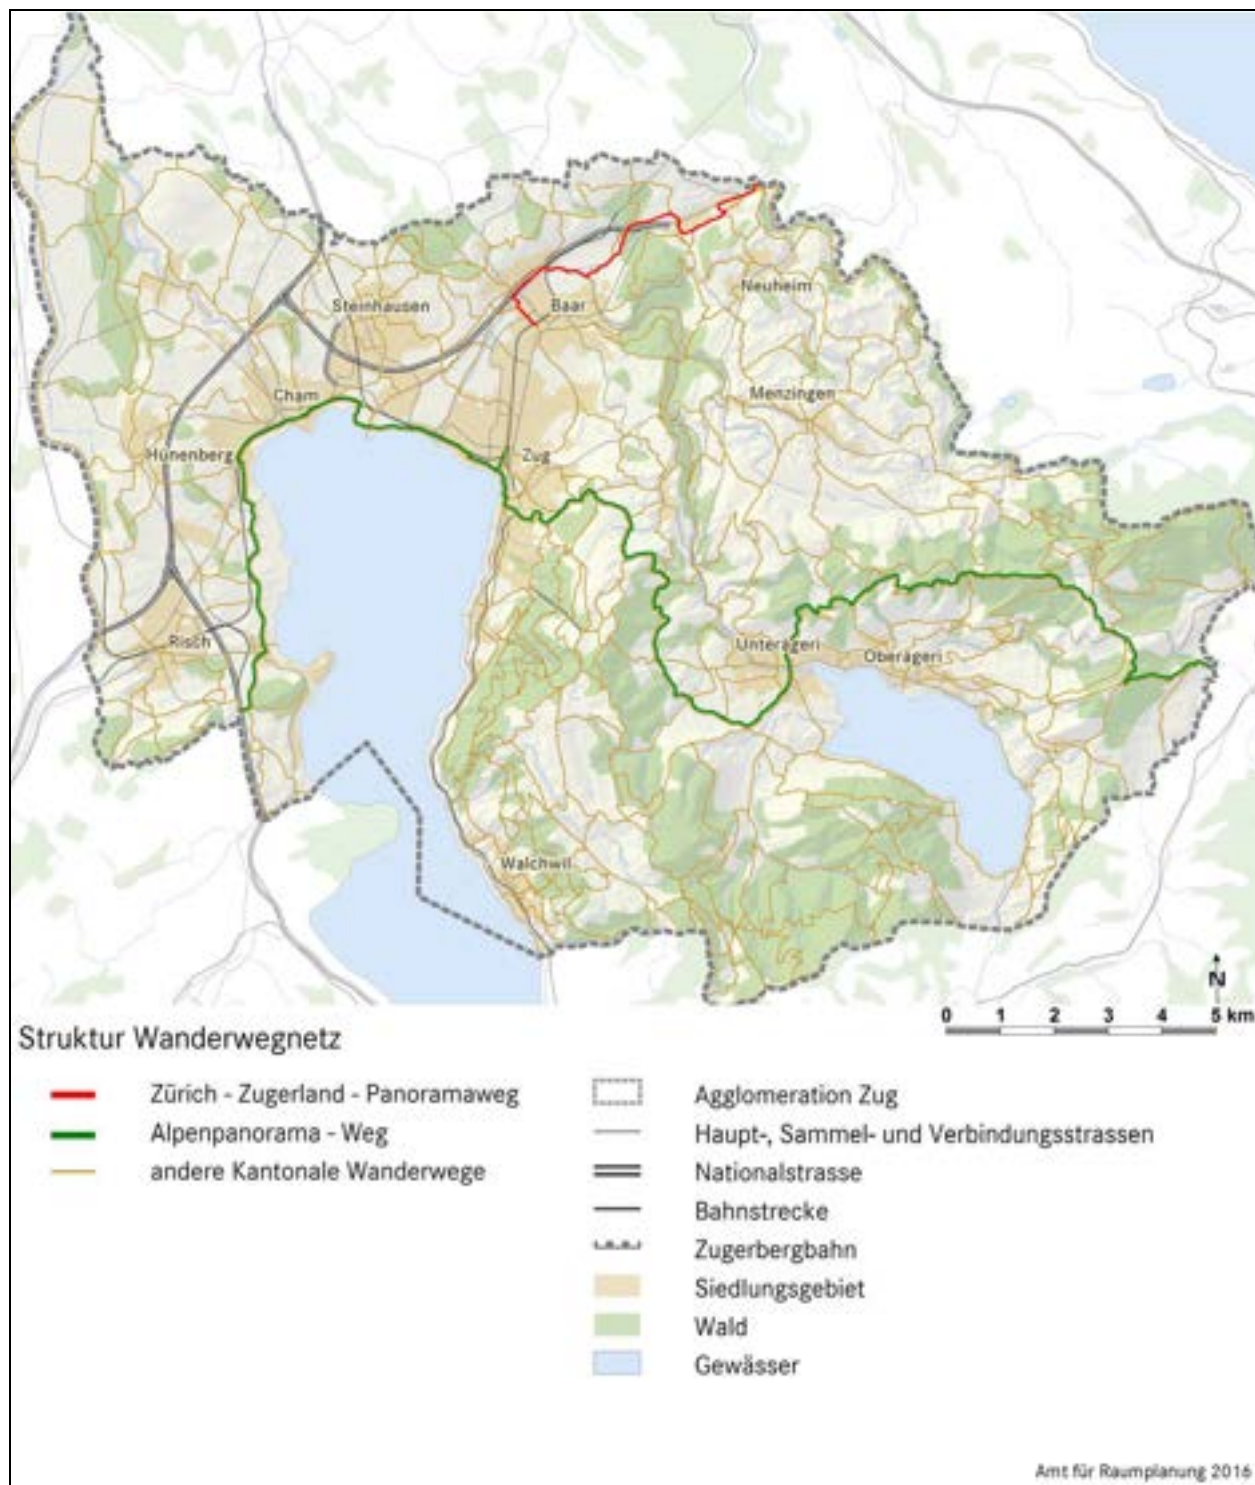 Steinhausen
Baar
Neuheim
Cham
Menzingen
Hünenberg
Zug
Risch
Unterägeri
Oberägeri
Walchwil
N
0 1 2 3 4 5 km
Struktur Wanderwegnetz
Zürich - Zugerland - Panoramaweg
Alpenpanorama - Weg
andere Kantonale Wanderwege
Agglomeration Zug
Haupt-, Sammel- und Verbindungsstrassen
Nationalstrasse
Bahnstrecke
Zugerbergbahn
Siedlungsgebiet
Wald
Gewässer
Amt für Raumplanung 2016